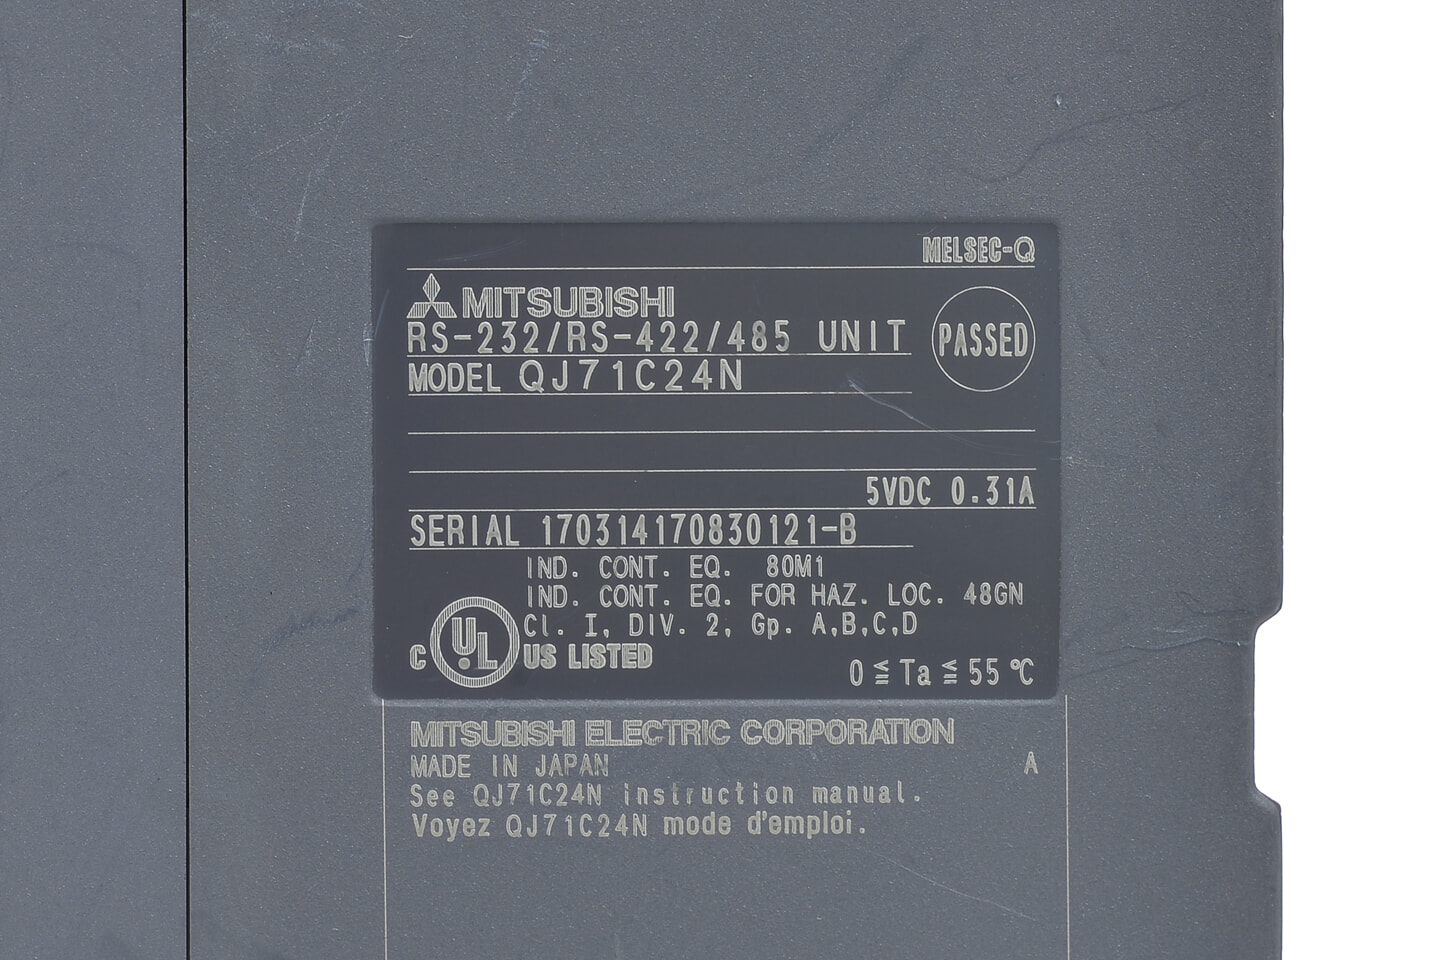 MELSEC-Q
MITSUBISHI
RS-232/RS-422/485 UNIT
PASSED
MODEL QJ71C24N
5VDC 0.31A
SERIAL 170314170830121-B
IND. CONT. EQ. 80M1
IND. CONT. EQ. FOR HAZ. LOC. 48GN
Cl. I, DIV. 2, Gp. A,B,C,D
C UL US LISTED
0 ≦ Ta ≦ 55 ℃
MITSUBISHI ELECTRIC CORPORATION
MADE IN JAPAN A
See QJ71C24N instruction manual.
Voyez QJ71C24N mode d'emploi.